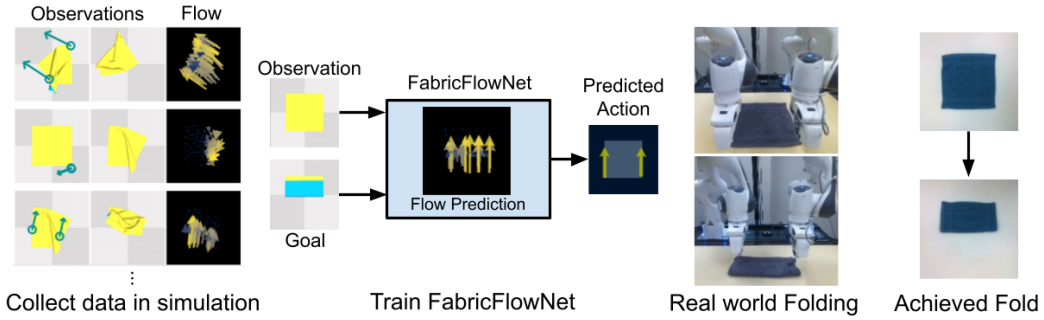 Observations
Flow
Observation
Goal
FabricFlowNet
Flow Prediction
Predicted
Action
⋮
Collect data in simulation
Train FabricFlowNet
Real world Folding
Achieved Fold